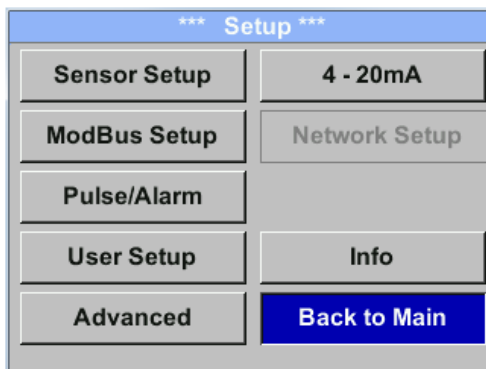 *** Setup ***
Sensor Setup
4 - 20mA
ModBus Setup
Network Setup
Pulse/Alarm
User Setup
Info
Advanced
Back to Main